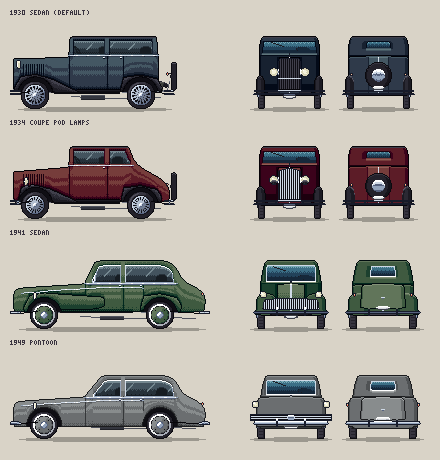 1930 SEDAN (DEFAULT)
1934 COUPE POD LAMPS
1941 SEDAN
1949 PONTOON